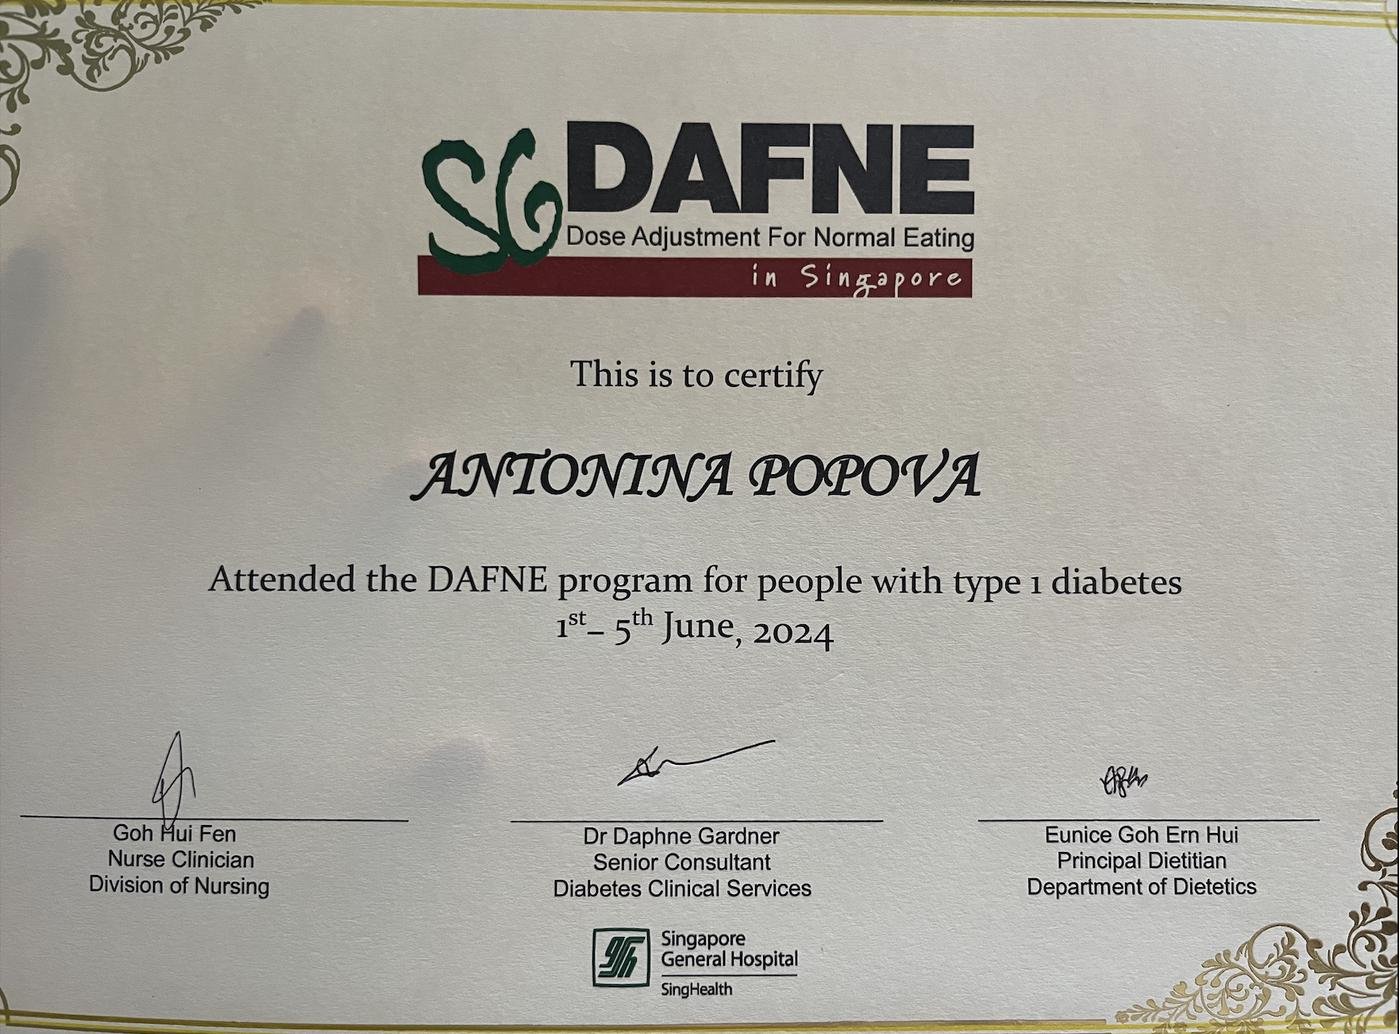 SG DAFNE
Dose Adjustment For Normal Eating
in Singapore
This is to certify
ANTONINA POPOVA
Attended the DAFNE program for people with type 1 diabetes
1st– 5th June, 2024
Goh Hui Fen
Nurse Clinician
Division of Nursing
Dr Daphne Gardner
Senior Consultant
Diabetes Clinical Services
Eunice Goh Ern Hui
Principal Dietitian
Department of Dietetics
Singapore
General Hospital
SingHealth